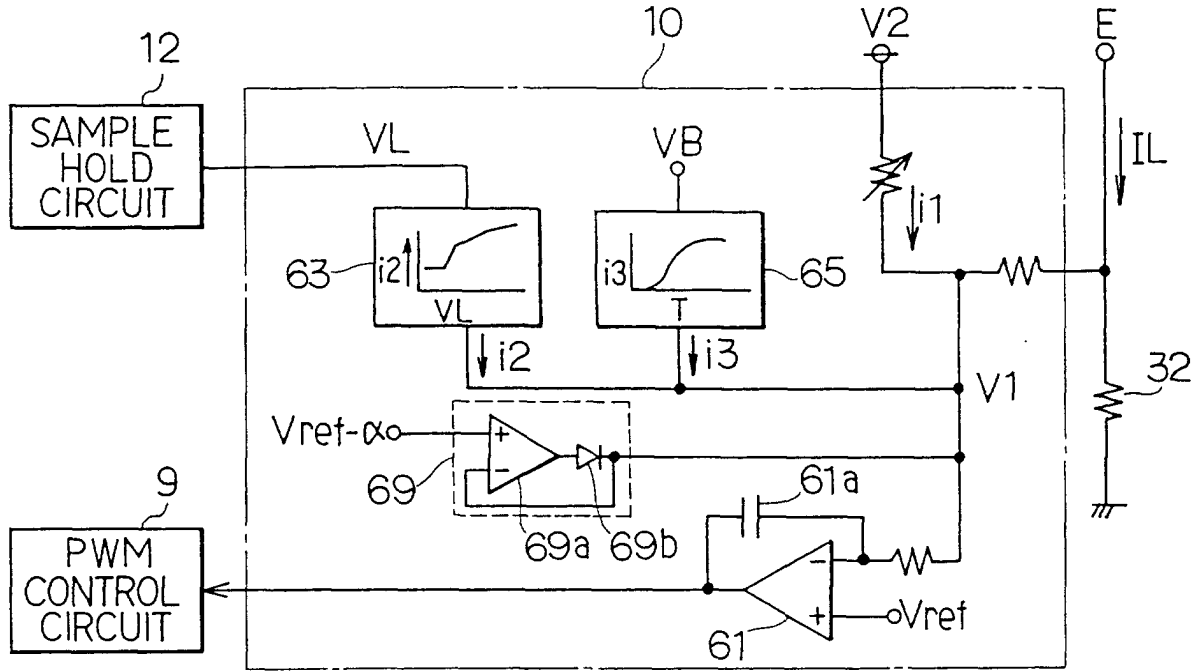 10
V2
E
12
SAMPLE
HOLD
CIRCUIT
VL
VB
IL
i1
63
i2
VL
i3
T
65
i2
i3
V1
32
Vref-α
+
-
69
69a
69b
61a
9
PWM
CONTROL
CIRCUIT
-
+
61
Vref